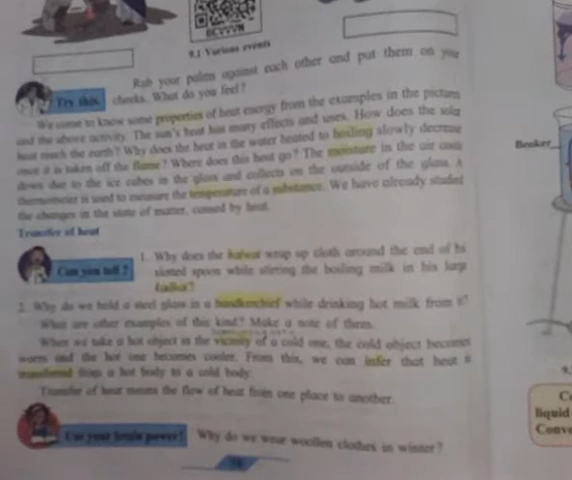 9.1 Various events
Rub your palms against each other and put them on your
Try this.
cheeks. What do you feel?
We come to know some properties of heat energy from the examples in the picture
and the above activity. The sun's heat has many effects and uses. How does the solar
heat reach the earth? Why does the heat in the water heated to boiling slowly decrease
once it is taken off the flame? Where does this heat go? The moisture in the air cools
down due to the ice cubes in the glass and collects on the outside of the glass. A
thermometer is used to measure the temperature of a substance. We have already studied
the changes in the state of matter, caused by heat.
Transfer of heat
Can you tell?
1. Why does the halwai wrap up cloth around the end of his
slotted spoon while stirring the boiling milk in his large
kadhai?
2. Why do we hold a steel glass in a handkerchief while drinking hot milk from it?
What are other examples of this kind? Make a note of them.
When we take a hot object in the vicinity of a cold one, the cold object becomes
warm and the hot one becomes cooler. From this, we can infer that heat is
transferred from a hot body to a cold body.
Transfer of heat means the flow of heat from one place to another.
Use your brain power!
Why do we wear woollen clothes in winter?
Beaker
9.
C
liquid
Conve